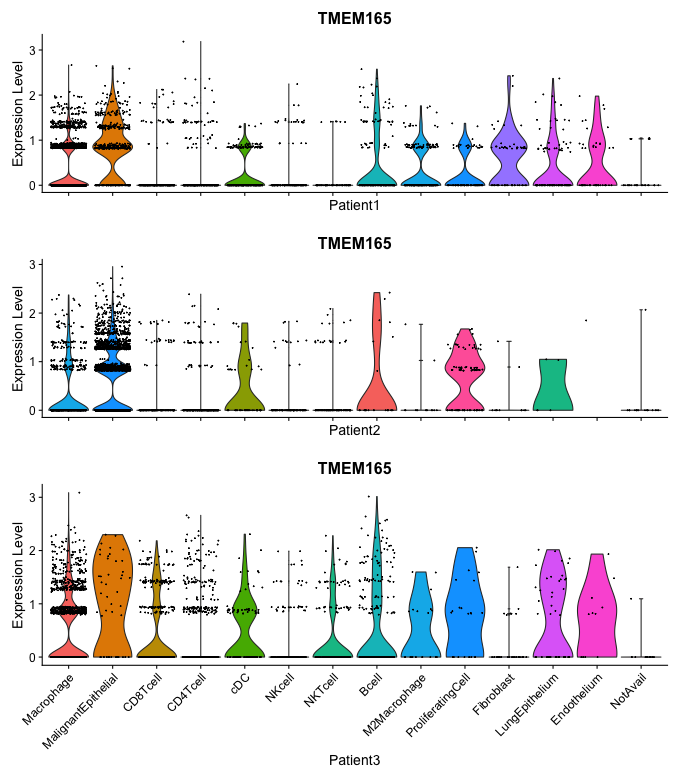 TMEM165
Expression Level
3
2
1
0
Patient1
TMEM165
Expression Level
3
2
1
0
Patient2
TMEM165
Expression Level
3
2
1
0
Macrophage
MalignantEpithelial
CD8Tcell
CD4Tcell
cDC
NKcell
NKTcell
Bcell
M2Macrophage
ProliferatingCell
Fibroblast
LungEpithelium
Endothelium
NotAvail
Patient3